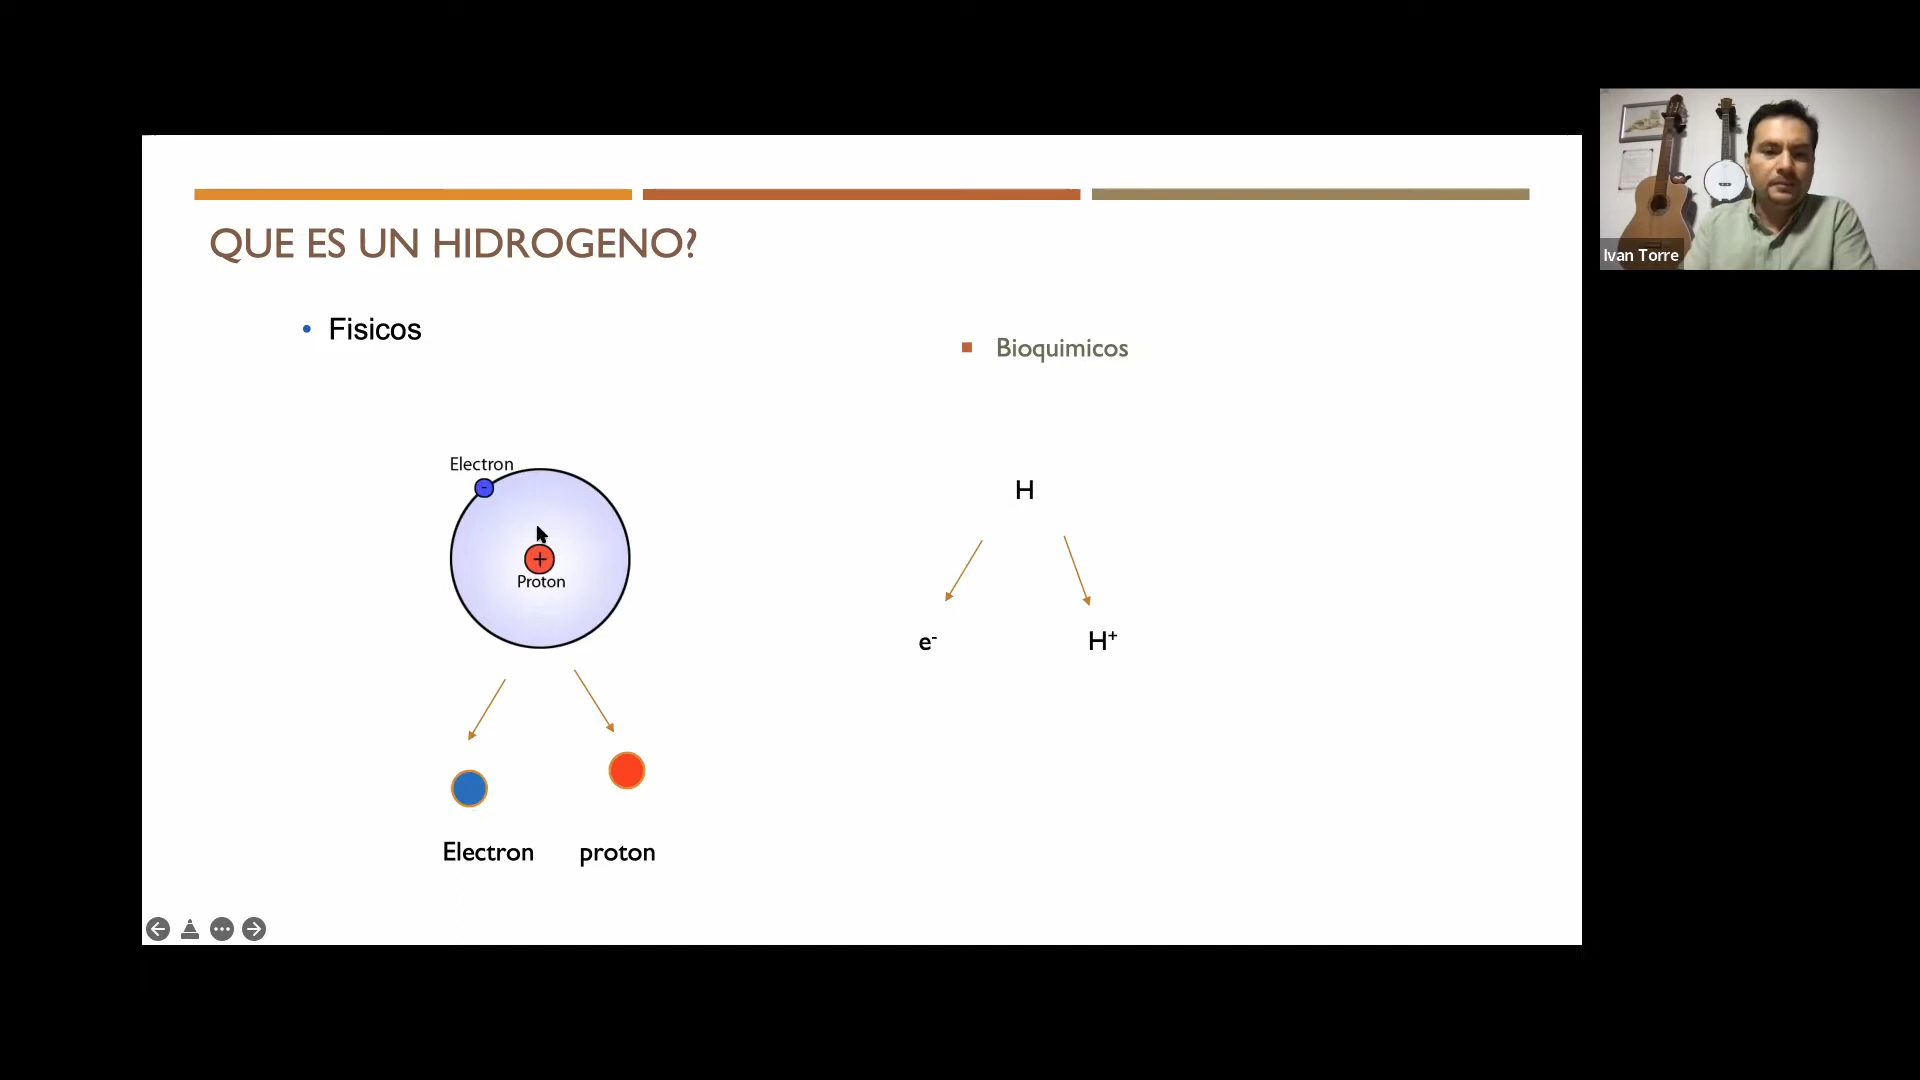 QUE ES UN HIDROGENO?
• Fisicos
Electron
-
+
Proton
Electron proton
▪ Bioquimicos
H
e⁻ H⁺
Ivan Torre